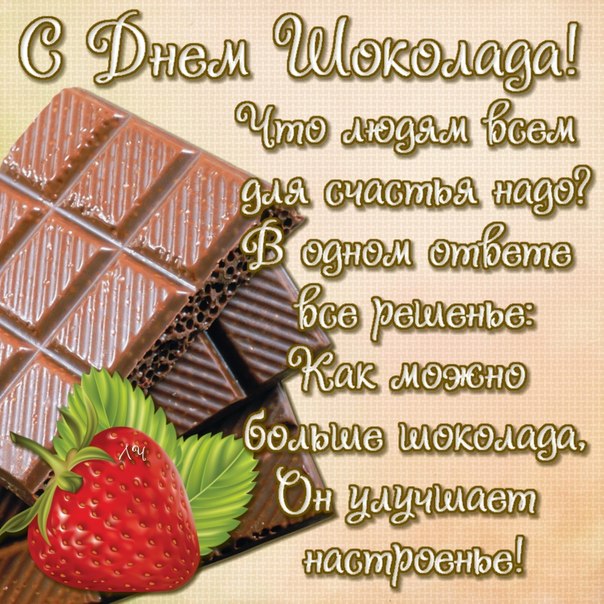 С Днем Шоколада!
Что людям всем
для счастья надо?
В одном ответе
все решенье:
Как можно
больше шоколада,
Он улучшает
настроенье!
ЛЧ